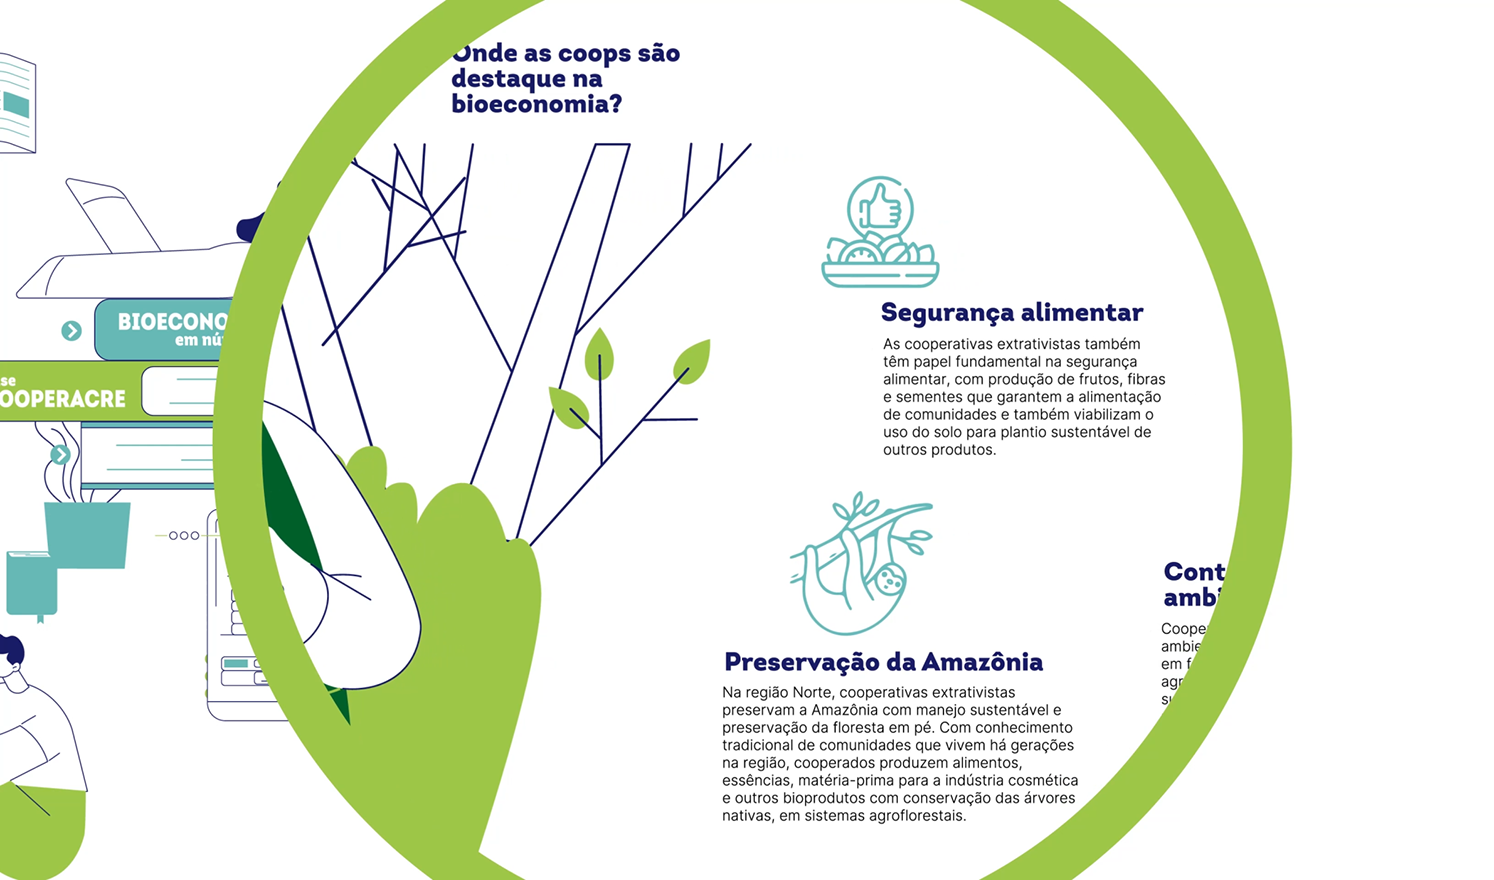 Onde as coops são
destaque na
bioeconomia?
BIOECONO
em nú
se
OOPERACRE
Segurança alimentar
As cooperativas extrativistas também
têm papel fundamental na segurança
alimentar, com produção de frutos, fibras
e sementes que garantem a alimentação
de comunidades e também viabilizam o
uso do solo para plantio sustentável de
outros produtos.
Preservação da Amazônia
Na região Norte, cooperativas extrativistas
preservam a Amazônia com manejo sustentável e
preservação da floresta em pé. Com conhecimento
tradicional de comunidades que vivem há gerações
na região, cooperados produzem alimentos,
essências, matéria-prima para a indústria cosmética
e outros bioprodutos com conservação das árvores
nativas, em sistemas agroflorestais.
Cont
ambi
Coope
ambie
em f
agr
su